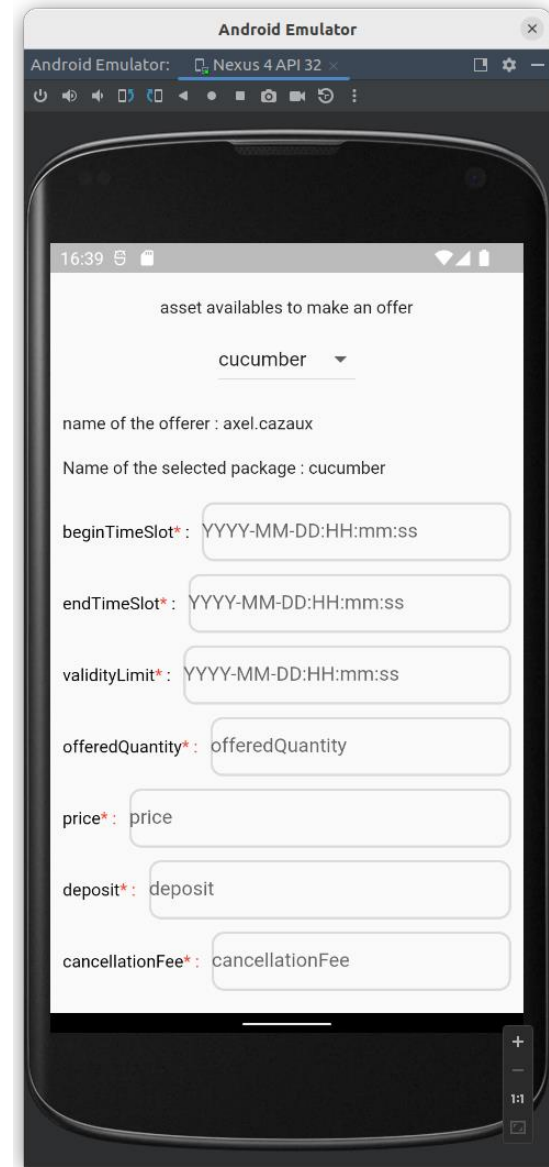 Android Emulator
Android Emulator: Nexus 4 API 32
16:39
asset availables to make an offer
cucumber
name of the offerer : axel.cazaux
Name of the selected package : cucumber
beginTimeSlot* : YYYY-MM-DD:HH:mm:ss
endTimeSlot* : YYYY-MM-DD:HH:mm:ss
validityLimit* : YYYY-MM-DD:HH:mm:ss
offeredQuantity* : offeredQuantity
price* : price
deposit* : deposit
cancellationFee* : cancellationFee
1:1